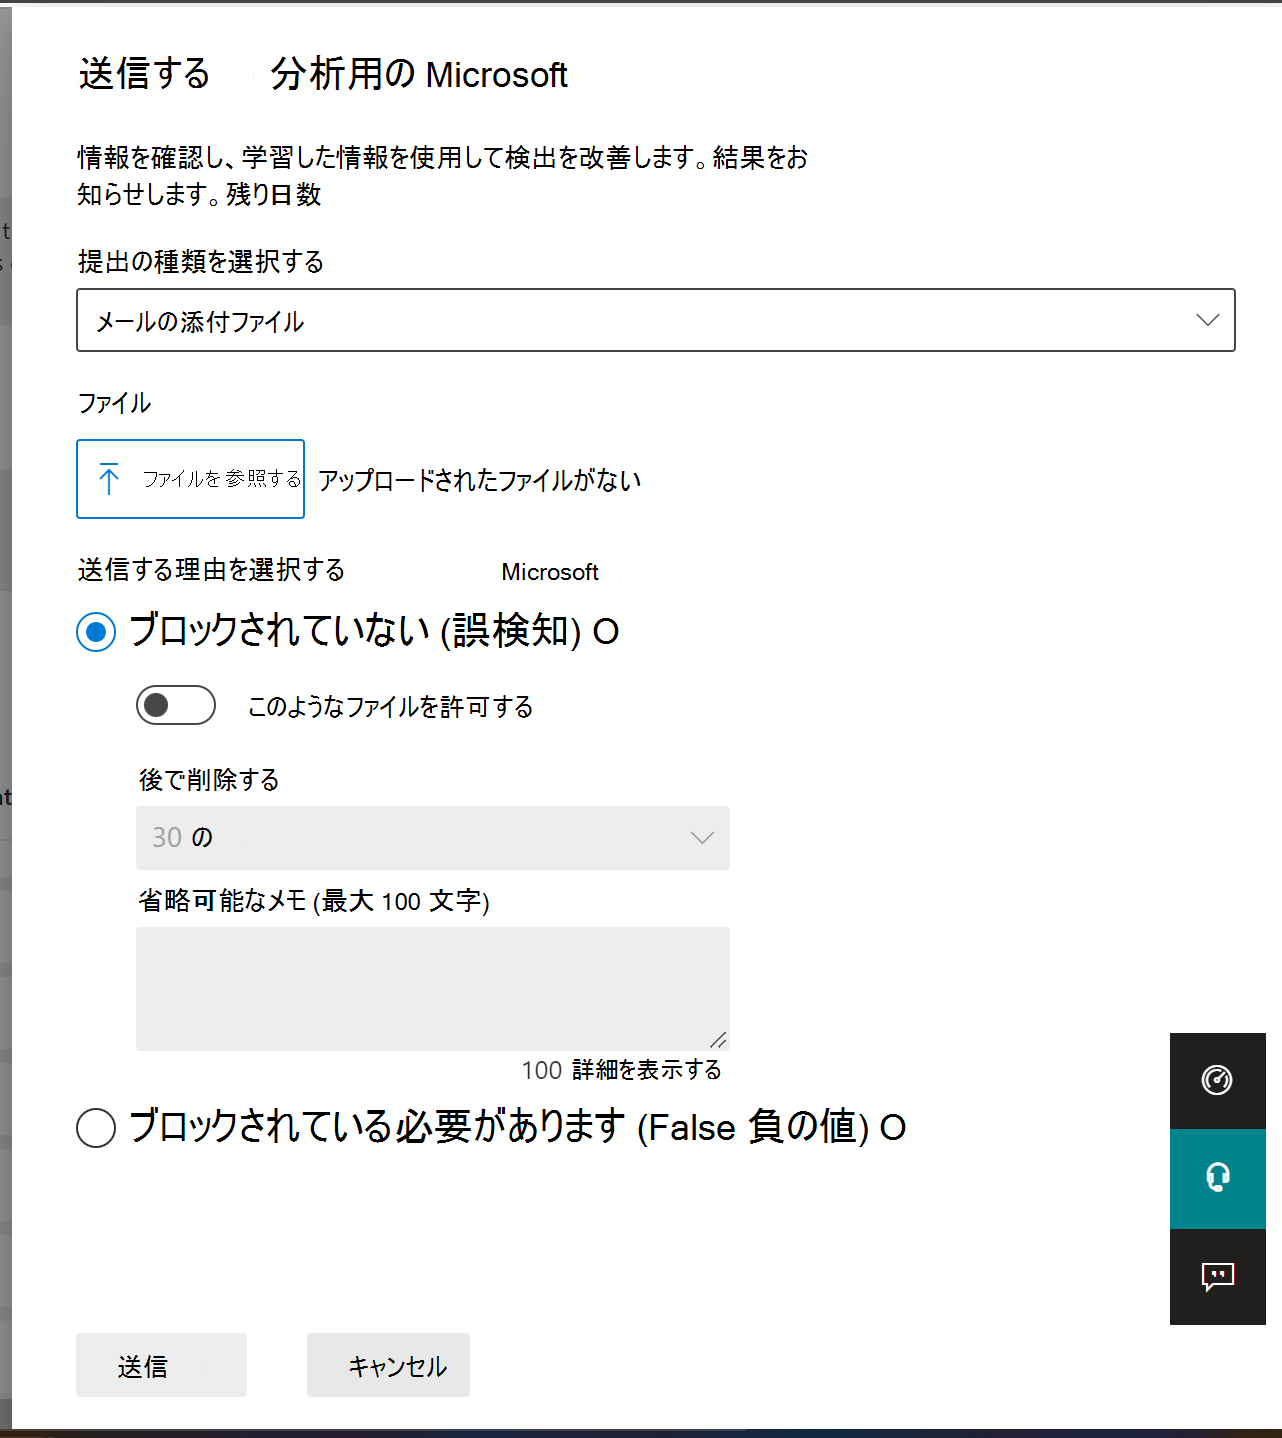 送信する 分析用の Microsoft
情報を確認し、学習した情報を使用して検出を改善します。結果をお
知らせします。残り日数
提出の種類を選択する
メールの添付ファイル
ファイル
ファイルを参照する アップロードされたファイルがない
送信する理由を選択する Microsoft
ブロックされていない (誤検知) O
このようなファイルを許可する
後で削除する
30 の
省略可能なメモ (最大 100 文字)
100 詳細を表示する
ブロックされている必要があります (False 負の値) O
送信 キャンセル